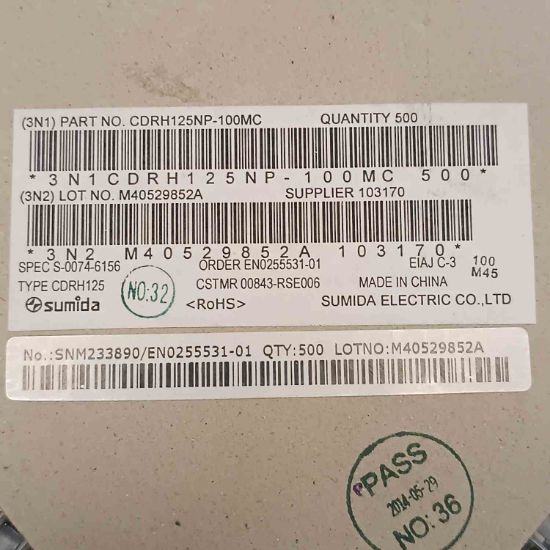 (3N1) PART NO. CDRH125NP-100MC QUANTITY 500
*3N1CDRH125NP-100MC 500*
(3N2) LOT NO. M40529852A SUPPLIER 103170
*3N2 M40529852A 103170*
SPEC S-0074-6156 ORDER EN0255531-01 EIAJ C-3 100
M45
TYPE CDRH125 NO:32 CSTMR 00843-RSE006 MADE IN CHINA
sumida <RoHS> SUMIDA ELECTRIC CO.,LTD
No.:SNM233890/EN0255531-01 QTY:500 LOTNO:M40529852A
PASS
2014-05-29
NO:36